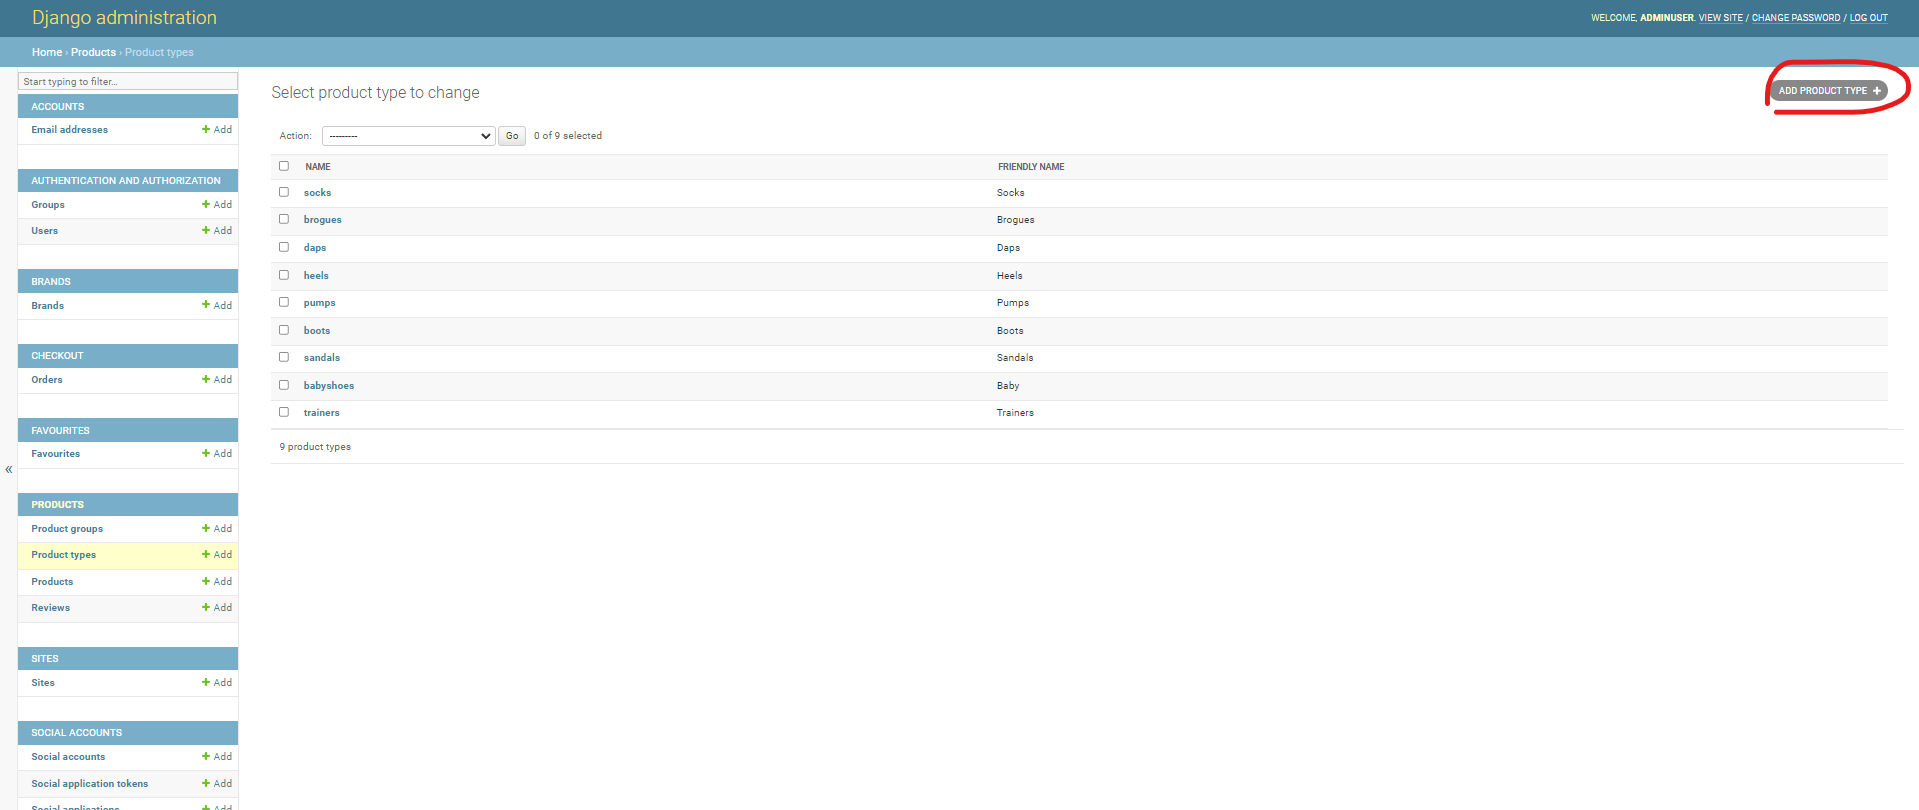 Django administration
WELCOME, ADMINUSER. VIEW SITE / CHANGE PASSWORD / LOG OUT
Home › Products › Product types
Start typing to filter...
ACCOUNTS
Email addresses + Add
AUTHENTICATION AND AUTHORIZATION
Groups + Add
Users + Add
BRANDS
Brands + Add
CHECKOUT
Orders + Add
FAVOURITES
Favourites + Add
«
PRODUCTS
Product groups + Add
Product types + Add
Products + Add
Reviews + Add
SITES
Sites + Add
SOCIAL ACCOUNTS
Social accounts + Add
Social application tokens + Add
Social applications + Add
Select product type to change
ADD PRODUCT TYPE +
Action: --------- Go 0 of 9 selected
NAME FRIENDLY NAME
socks Socks
brogues Brogues
daps Daps
heels Heels
pumps Pumps
boots Boots
sandals Sandals
babyshoes Baby
trainers Trainers
9 product types